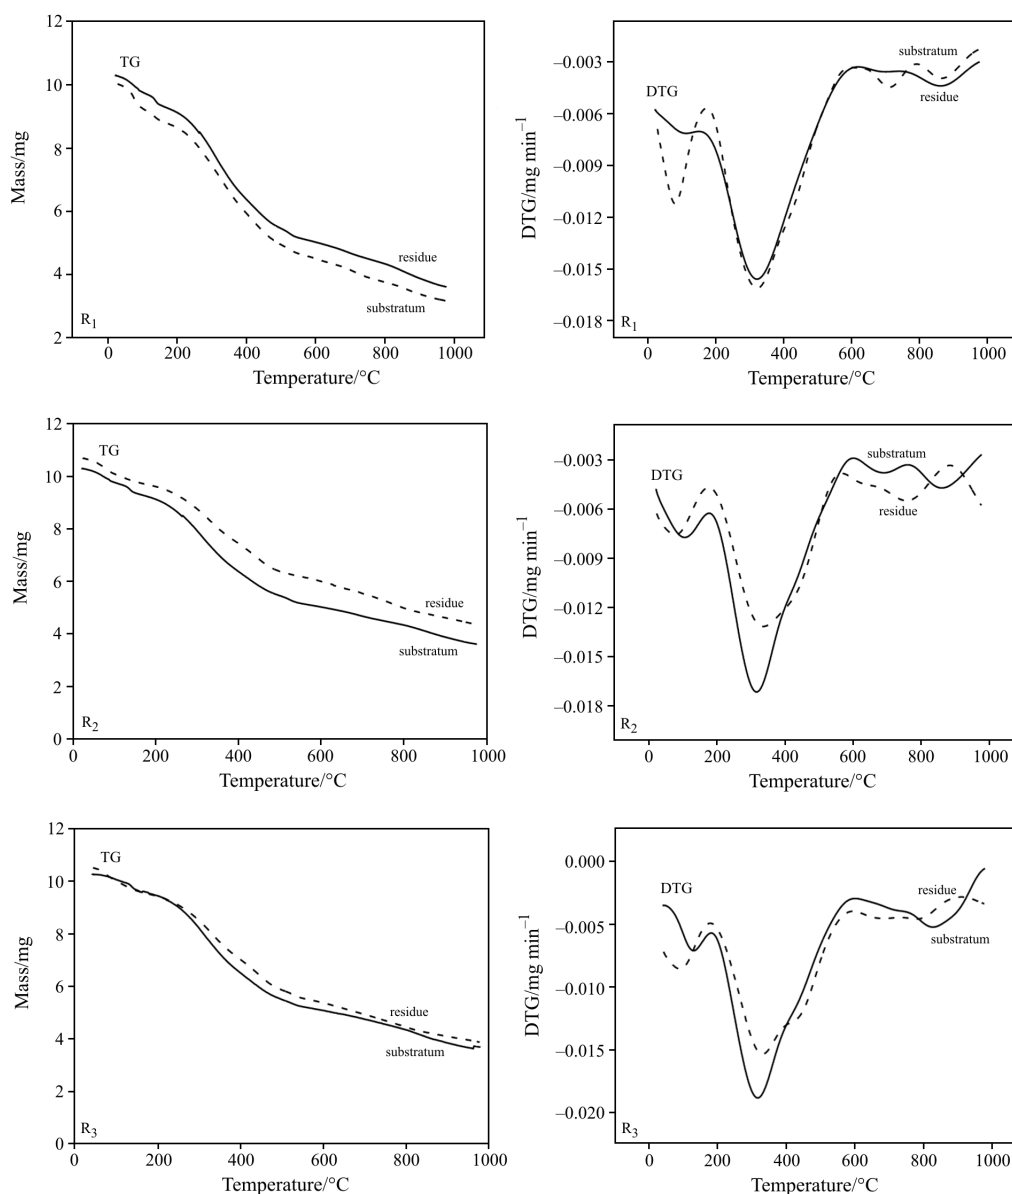 12
10
8
6
4
2
Mass/mg
TG
residue
substratum
R1
0 200 400 600 800 1000
Temperature/°C
–0.003
–0.006
–0.009
–0.012
–0.015
–0.018
DTG/mg min−1
DTG
substratum
residue
R1
0 200 400 600 800 1000
Temperature/°C
12
10
8
6
4
2
0
Mass/mg
TG
residue
substratum
R2
0 200 400 600 800 1000
Temperature/°C
–0.003
–0.006
–0.009
–0.012
–0.015
–0.018
DTG/mg min−1
DTG
substratum
residue
R2
0 200 400 600 800 1000
Temperature/°C
12
10
8
6
4
2
0
Mass/mg
TG
residue
substratum
R3
0 200 400 600 800 1000
Temperature/°C
0.000
–0.005
–0.010
–0.015
–0.020
DTG/mg min−1
DTG
residue
substratum
R3
0 200 400 600 800 1000
Temperature/°C